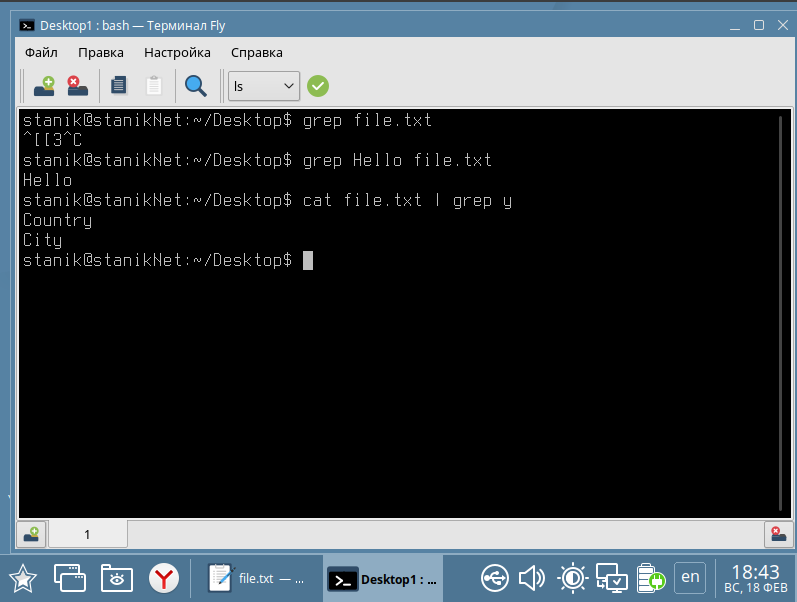 Desktop1 : bash — Терминал Fly
Файл Правка Настройка Справка
ls
stanik@stanikNet:~/Desktop$ grep file.txt
^[[3^C
stanik@stanikNet:~/Desktop$ grep Hello file.txt
Hello
stanik@stanikNet:~/Desktop$ cat file.txt | grep y
Country
City
stanik@stanikNet:~/Desktop$
1
file.txt — ...
Desktop1 : ...
en
18:43
ВС, 18 ФЕВ